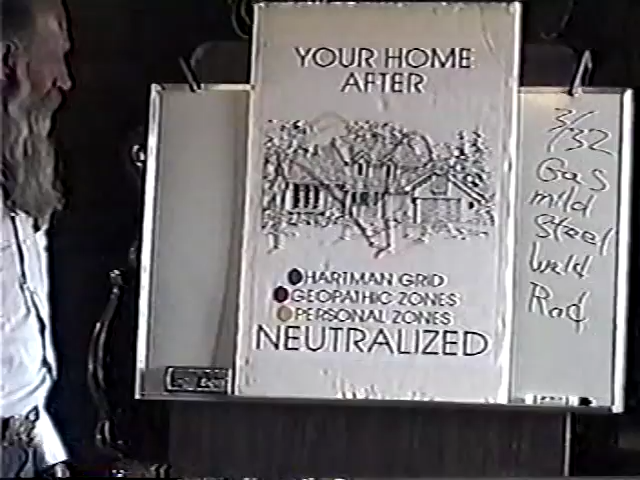 YOUR HOME
AFTER
HARTMAN GRID
GEOPATHIC ZONES
PERSONAL ZONES
NEUTRALIZED
3/32
Gas
mild
Steel
Weld
Rod